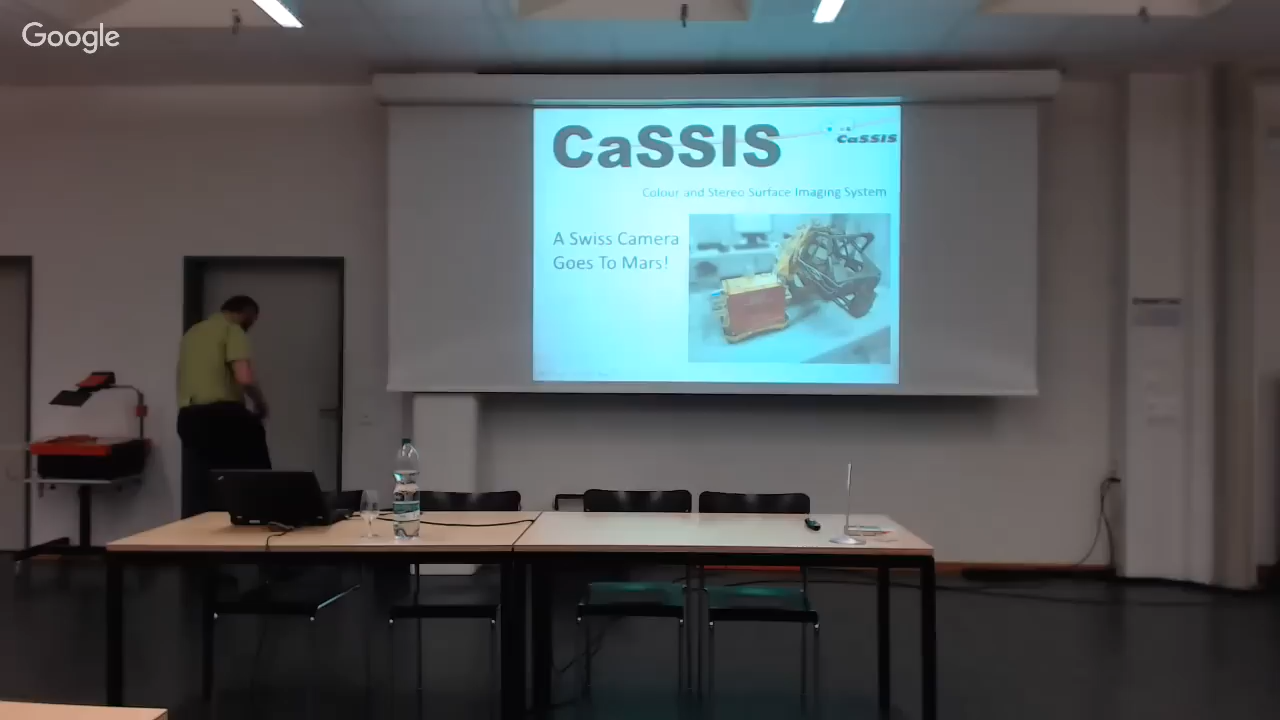 Google
CaSSIS
CaSSIS
Colour and Stereo Surface Imaging System
A Swiss Camera
Goes To Mars!